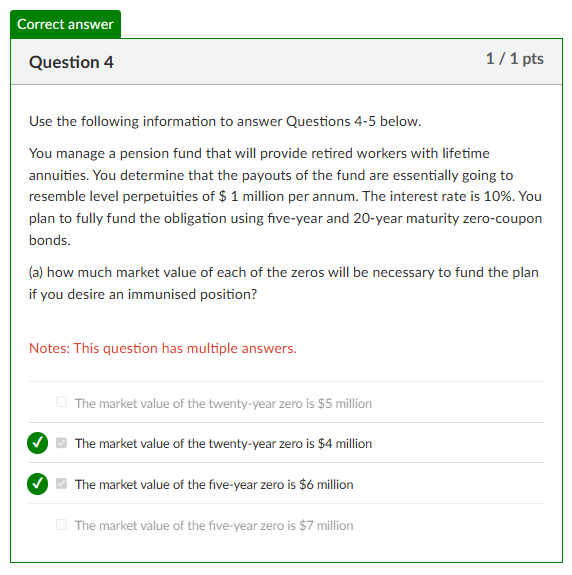 Correct answer
Question 4
1 / 1 pts
Use the following information to answer Questions 4-5 below.
You manage a pension fund that will provide retired workers with lifetime
annuities. You determine that the payouts of the fund are essentially going to
resemble level perpetuities of $ 1 million per annum. The interest rate is 10%. You
plan to fully fund the obligation using five-year and 20-year maturity zero-coupon
bonds.
(a) how much market value of each of the zeros will be necessary to fund the plan
if you desire an immunised position?
Notes: This question has multiple answers.
The market value of the twenty-year zero is $5 million
The market value of the twenty-year zero is $4 million
The market value of the five-year zero is $6 million
The market value of the five-year zero is $7 million